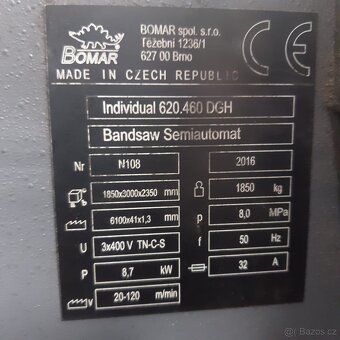 BOMAR
BOMAR spol. s.r.o.
Těžební 1236/1
627 00 Brno
CE
MADE IN CZECH REPUBLIC
Individual 620.460 DGH
Bandsaw Semiautomat
Nr N108 2016
1850x3000x2350 mm 1850 kg
6100x41x1,3 mm p 8,0 MPa
U 3x400 V TN-C-S f 50 Hz
P 8,7 kW 32 A
v 20-120 m/min